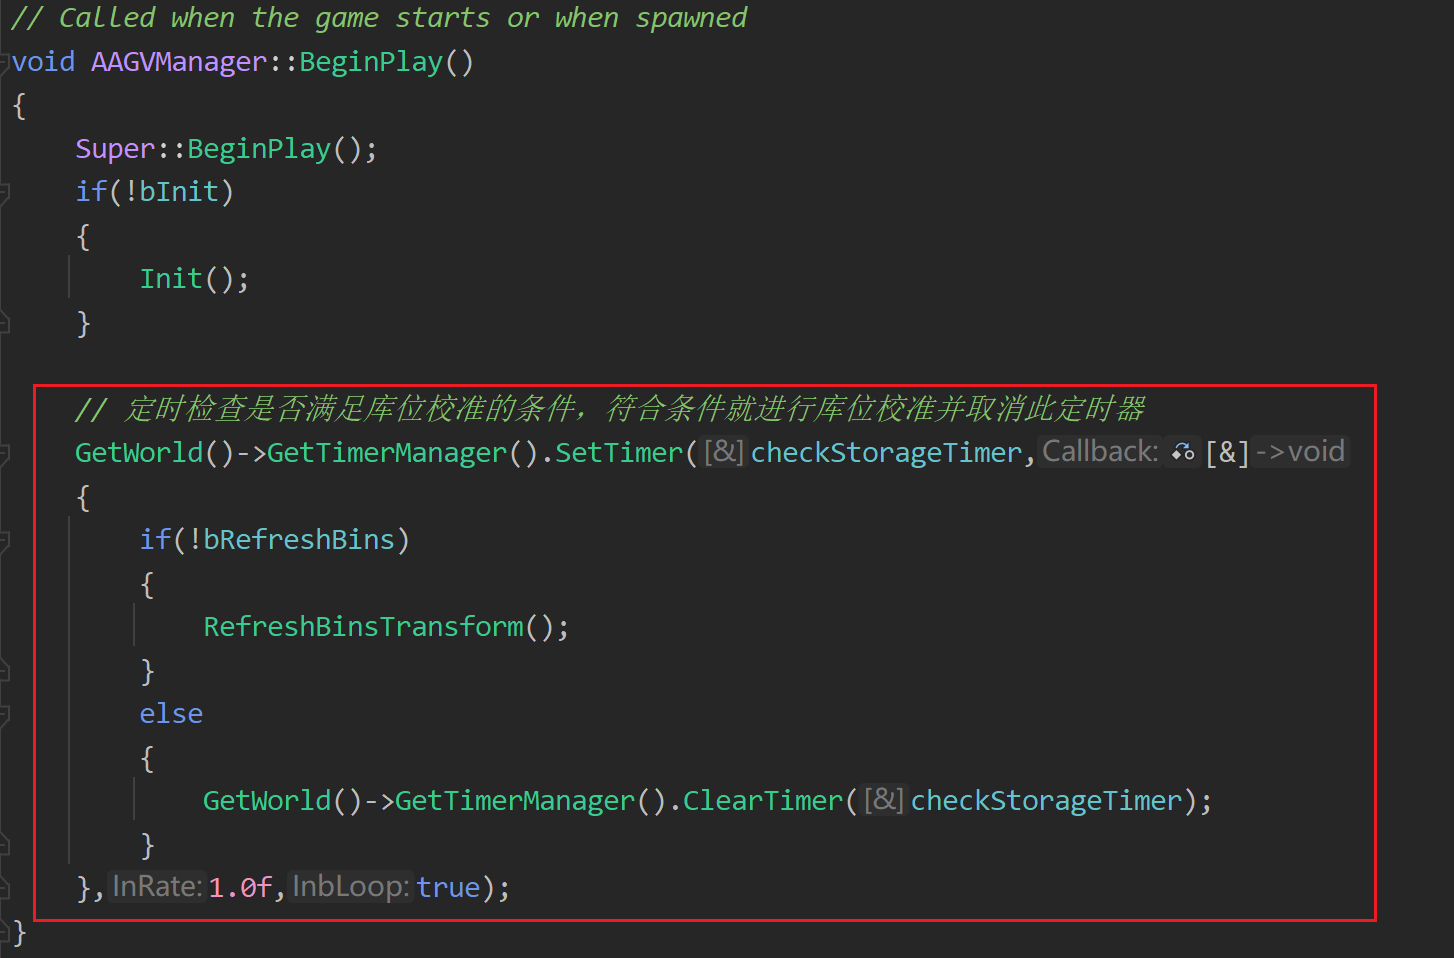 // Called when the game starts or when spawned
void AAGVManager::BeginPlay()
{
    Super::BeginPlay();
    if(!bInit)
    {
        Init();
    }
    // 定时检查是否满足库位校准的条件，符合条件就进行库位校准并取消此定时器
    GetWorld()->GetTimerManager().SetTimer([&]checkStorageTimer,Callback: [&]->void
    {
        if(!bRefreshBins)
        {
            RefreshBinsTransform();
        }
        else
        {
            GetWorld()->GetTimerManager().ClearTimer([&]checkStorageTimer);
        }
    },InRate:1.0f,InbLoop:true);
}